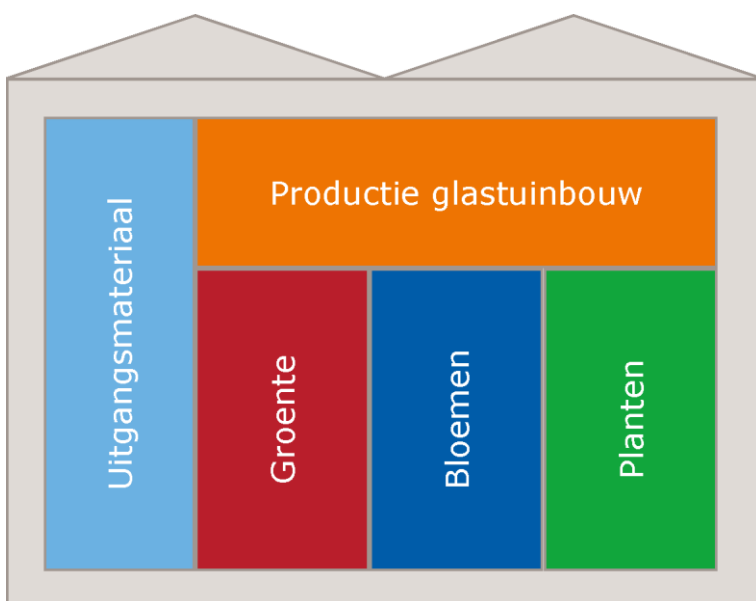 Uitgangsmateriaal
Productie glastuinbouw
Groente
Bloemen
Planten